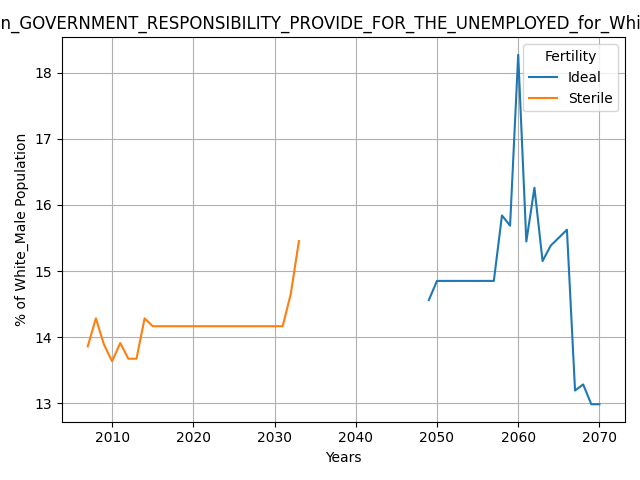 n_GOVERNMENT_RESPONSIBILITY_PROVIDE_FOR_THE_UNEMPLOYED_for_Whi
Fertility
Ideal
Sterile
% of White_Male Population
18
17
16
15
14
13
2010
2020
2030
2040
2050
2060
2070
Years